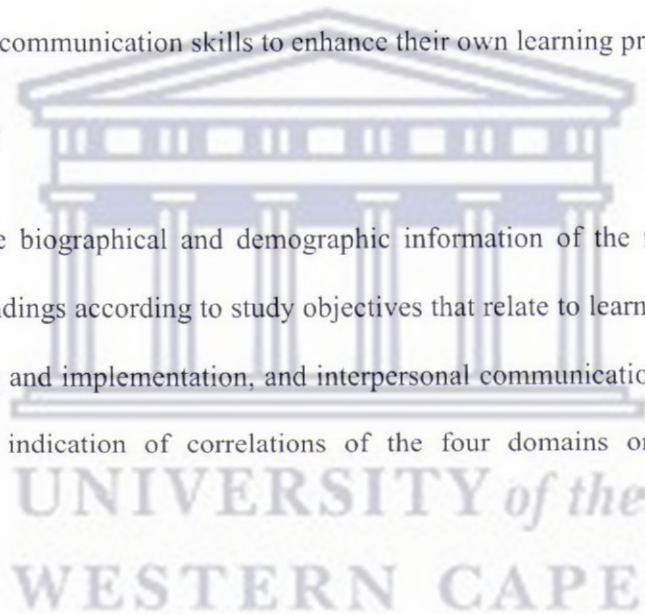 communication skills to enhance their own learning pr
biographical and demographic information of the
dings according to study objectives that relate to learn
and implementation, and interpersonal communicatio
indication of correlations of the four domains or
UNIVERSITY of the
WESTERN CAPE